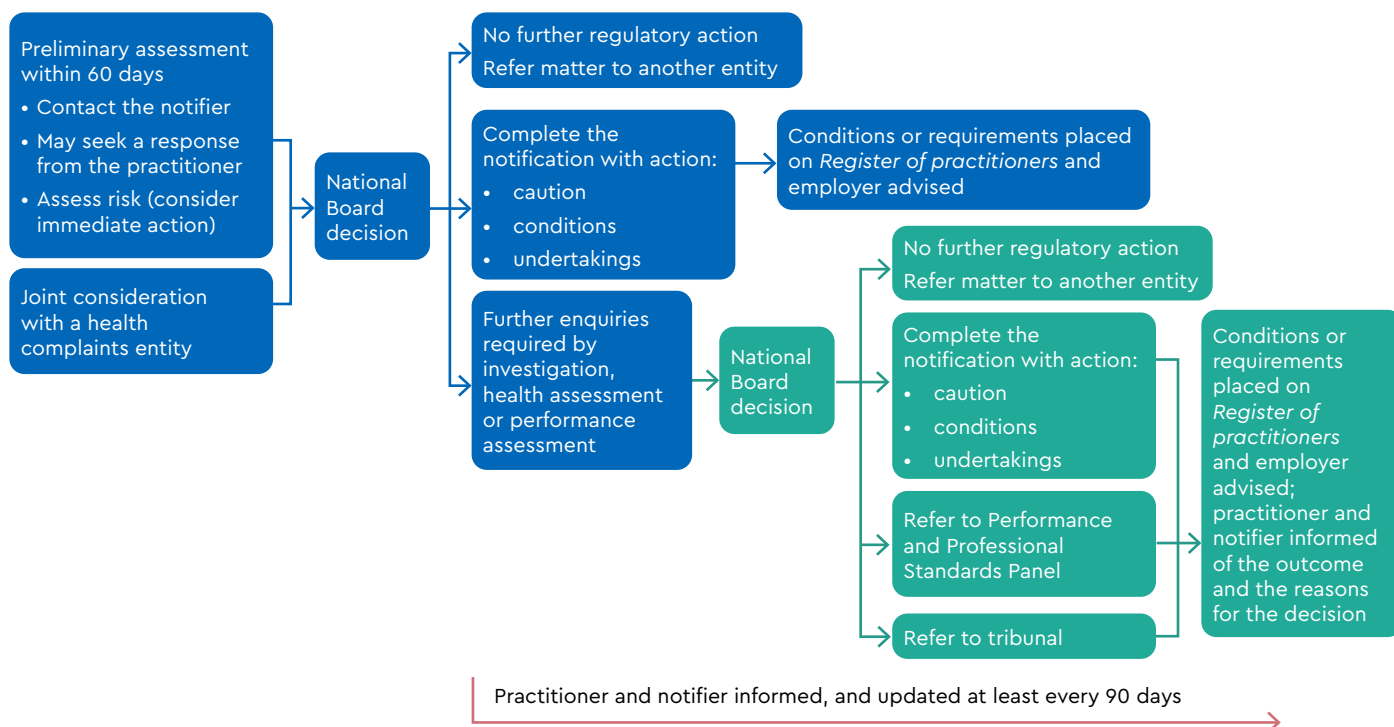 Preliminary assessment
within 60 days
• Contact the notifier
• May seek a response
from the practitioner
• Assess risk (consider
immediate action)
Joint consideration
with a health
complaints entity
National
Board
decision
No further regulatory action
Refer matter to another entity
Complete the
notification with action:
• caution
• conditions
• undertakings
Conditions or requirements placed
on Register of practitioners and
employer advised
Further enquiries
required by
investigation,
health assessment
or performance
assessment
National
Board
decision
No further regulatory action
Refer matter to another entity
Complete the
notification with action:
• caution
• conditions
• undertakings
Refer to Performance
and Professional
Standards Panel
Refer to tribunal
Conditions or
requirements
placed on
Register of
practitioners
and employer
advised;
practitioner and
notifier informed
of the outcome
and the reasons
for the decision
Practitioner and notifier informed, and updated at least every 90 days